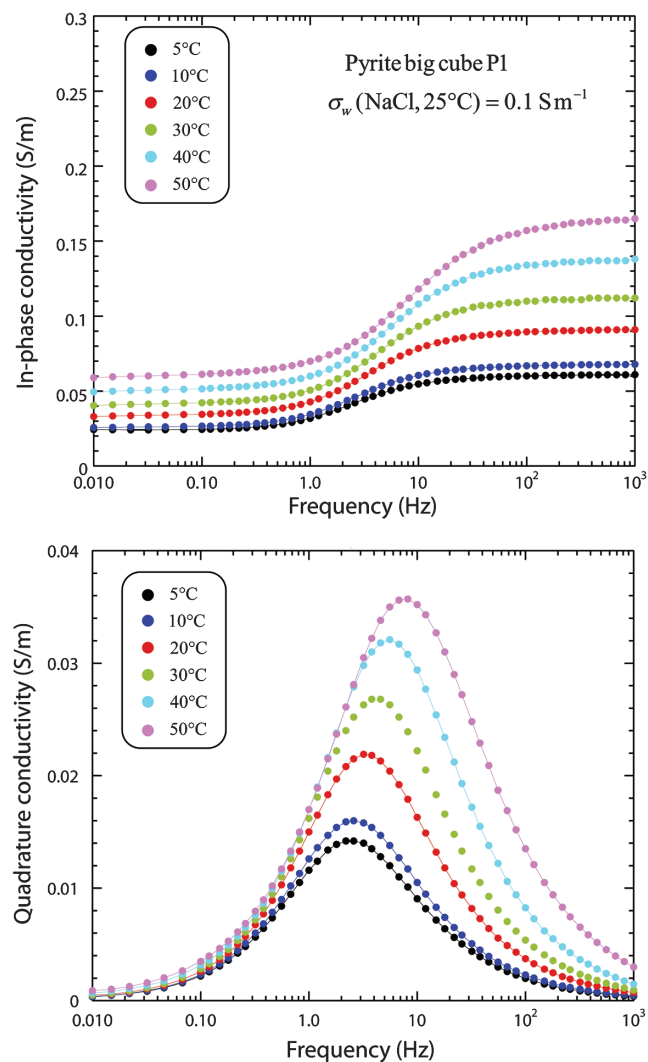 0.3
0.25
0.2
0.15
0.1
0.05
0
In-phase conductivity (S/m)
5°C
10°C
20°C
30°C
40°C
50°C
Pyrite big cube P1
σ_w (NaCl, 25°C) = 0.1 S m⁻¹
0.010 0.10 1.0 10 10² 10³
Frequency (Hz)
0.04
0.03
0.02
0.01
0
Quadrature conductivity (S/m)
5°C
10°C
20°C
30°C
40°C
50°C
0.010 0.10 1.0 10 10² 10³
Frequency (Hz)